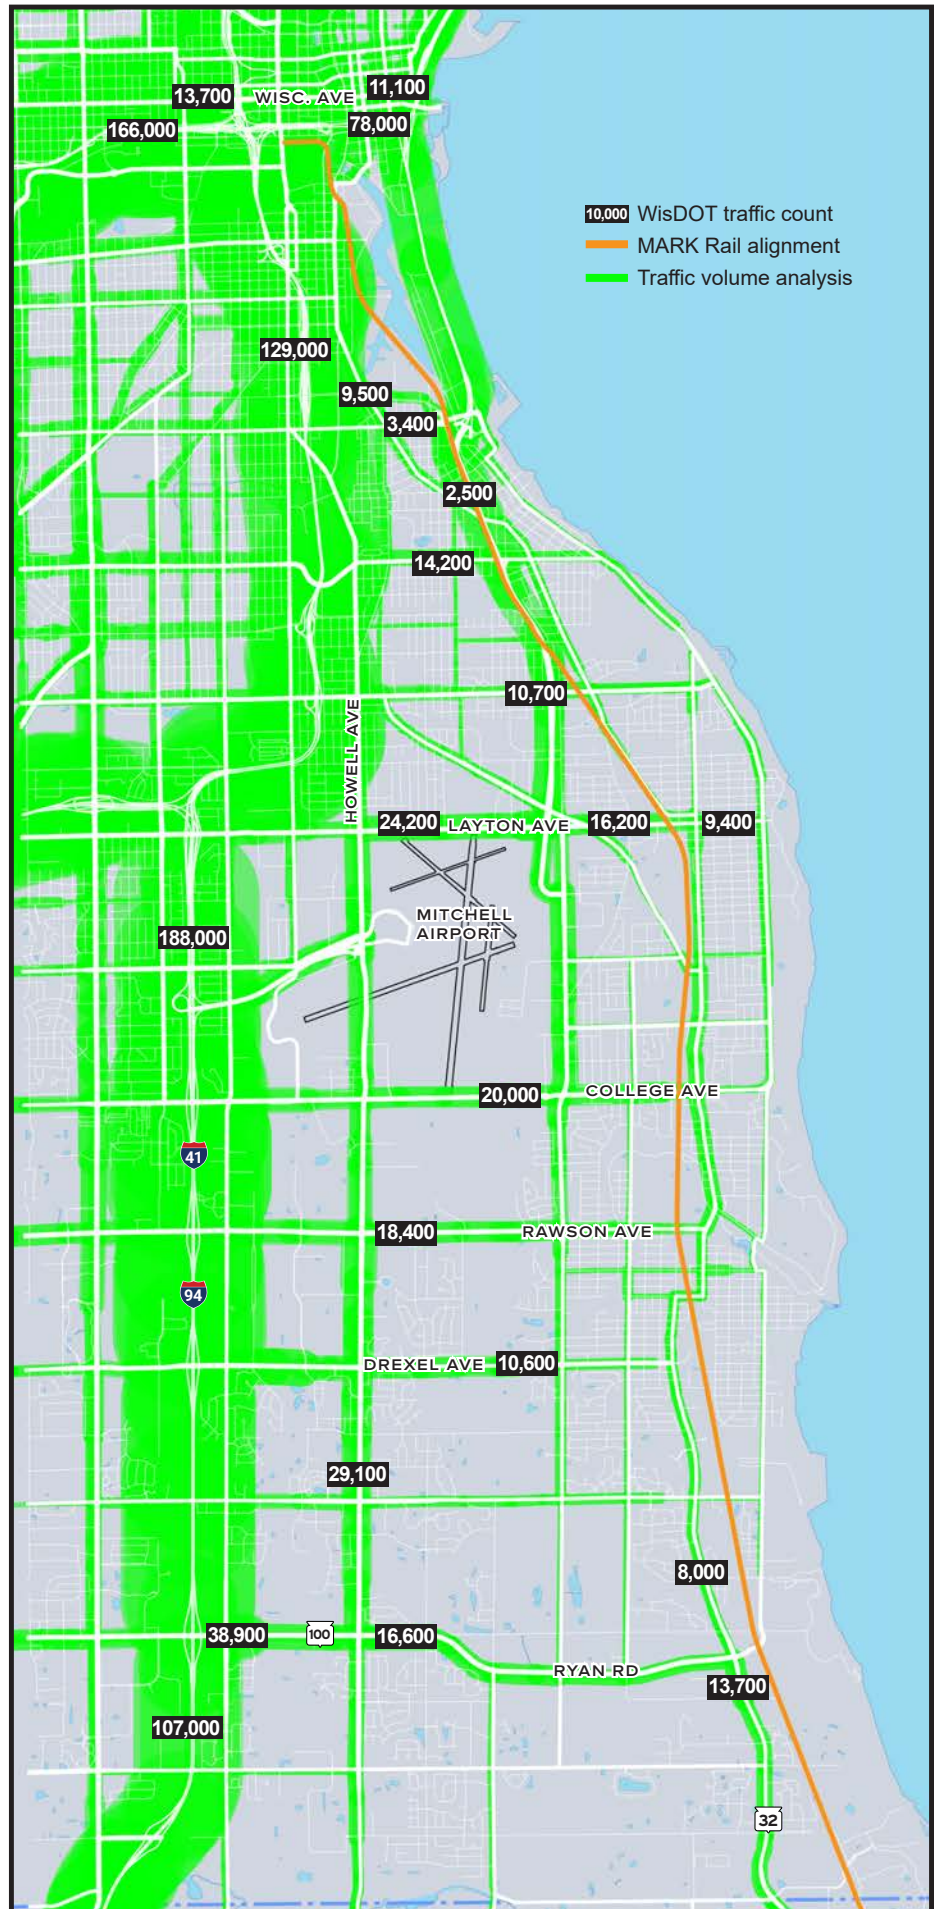 11,100
13,700
WISC. AVE
78,000
166,000
10,000 WisDOT traffic count
MARK Rail alignment
Traffic volume analysis
129,000
9,500
3,400
2,500
14,200
10,700
HOWELL AVE
24,200
LAYTON AVE
16,200
9,400
MITCHELL
AIRPORT
188,000
20,000
COLLEGE AVE
41
18,400
RAWSON AVE
94
DREXEL AVE
10,600
29,100
8,000
38,900
100
16,600
RYAN RD
13,700
107,000
32